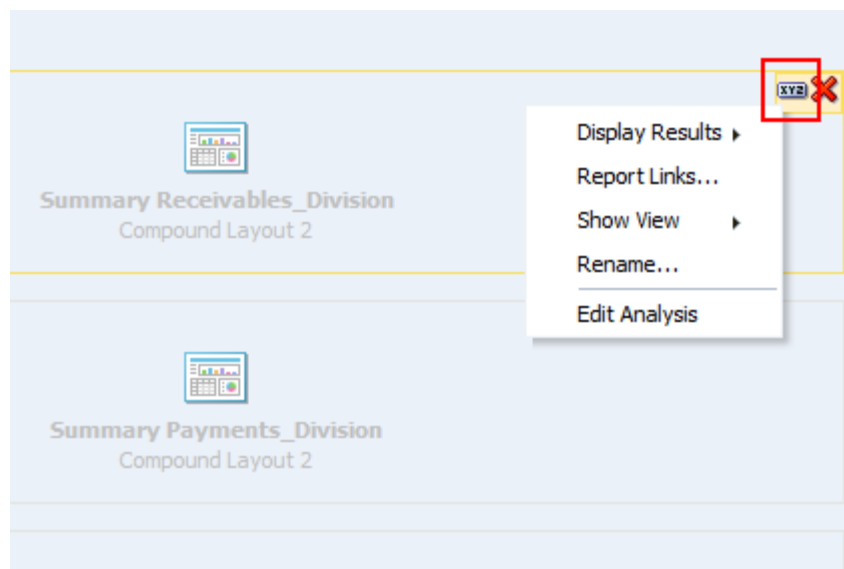 XYZ
Display Results
Report Links...
Show View
Rename...
Edit Analysis
Summary Receivables_Division
Compound Layout 2
Summary Payments_Division
Compound Layout 2